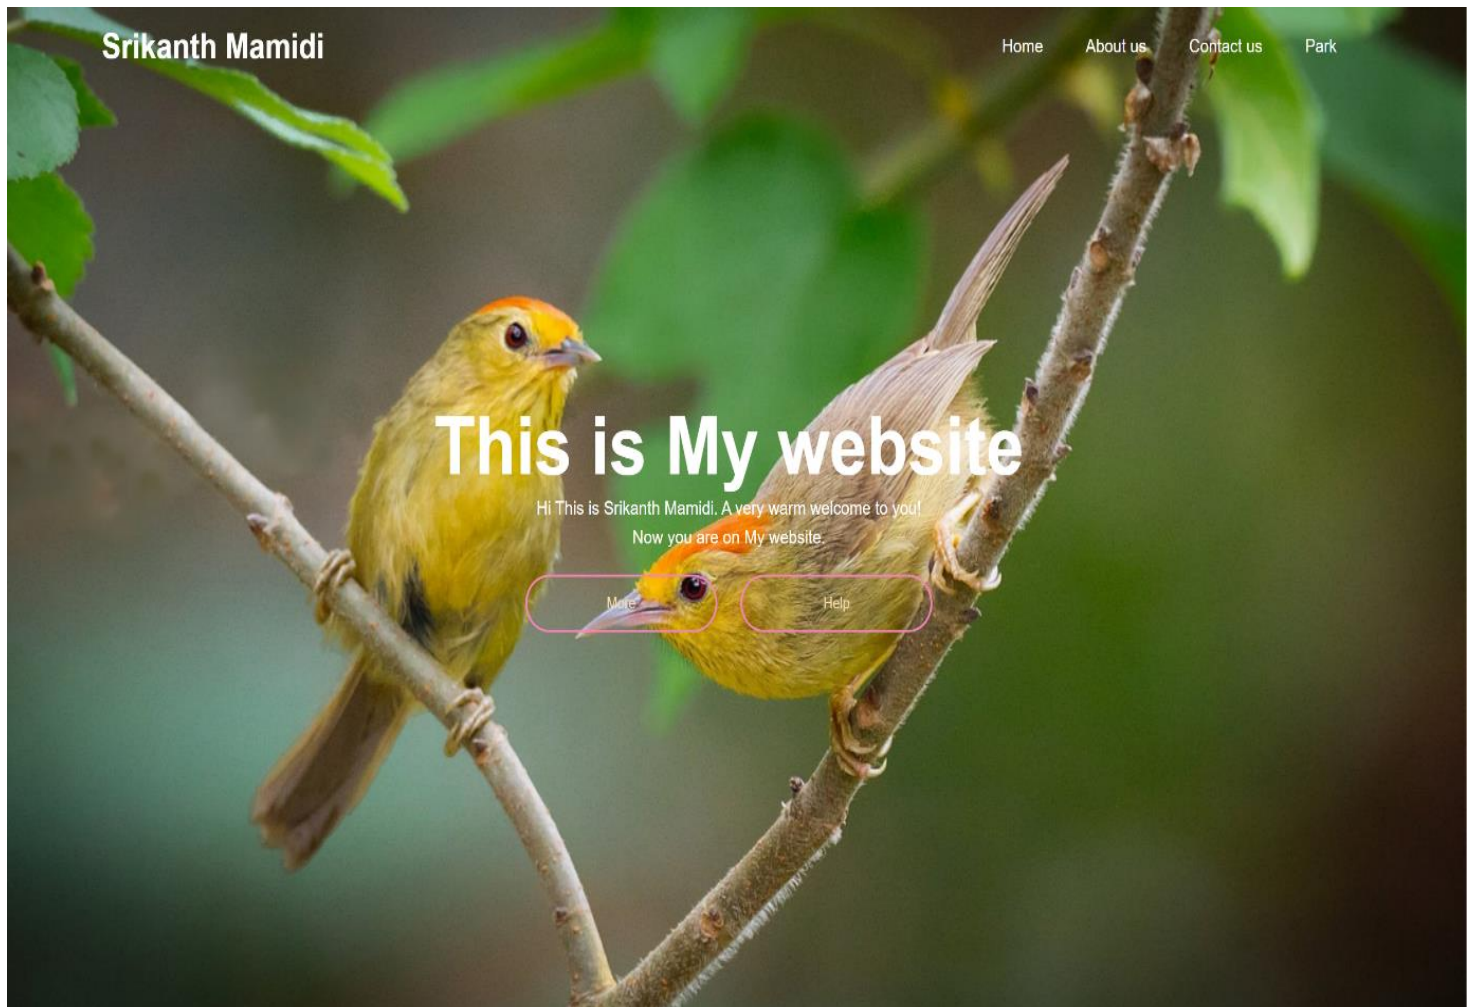 Srikanth Mamidi
Home About us Contact us Park
This is My website
Hi This is Srikanth Mamidi. A very warm welcome to you!
Now you are on My website.
More Help